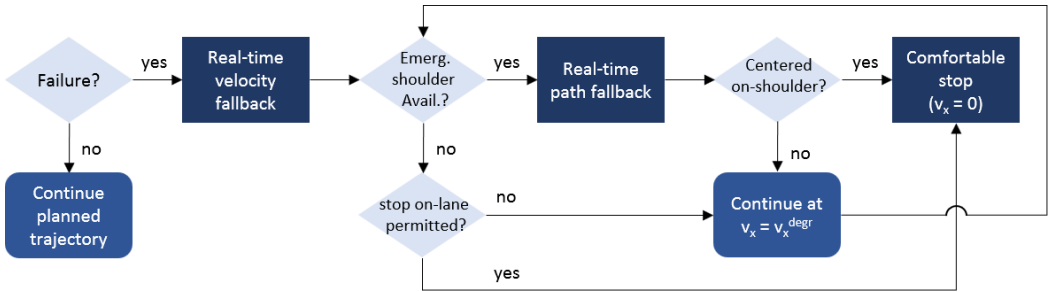 Failure?
yes
no
Continue
planned
trajectory
Real-time
velocity
fallback
Emerg.
shoulder
Avail.?
yes
no
Real-time
path fallback
Centered
on-shoulder?
yes
no
Comfortable
stop
(vₓ = 0)
stop on-lane
permitted?
no
yes
Continue at
vₓ = vₓᵈᵉᵍʳ